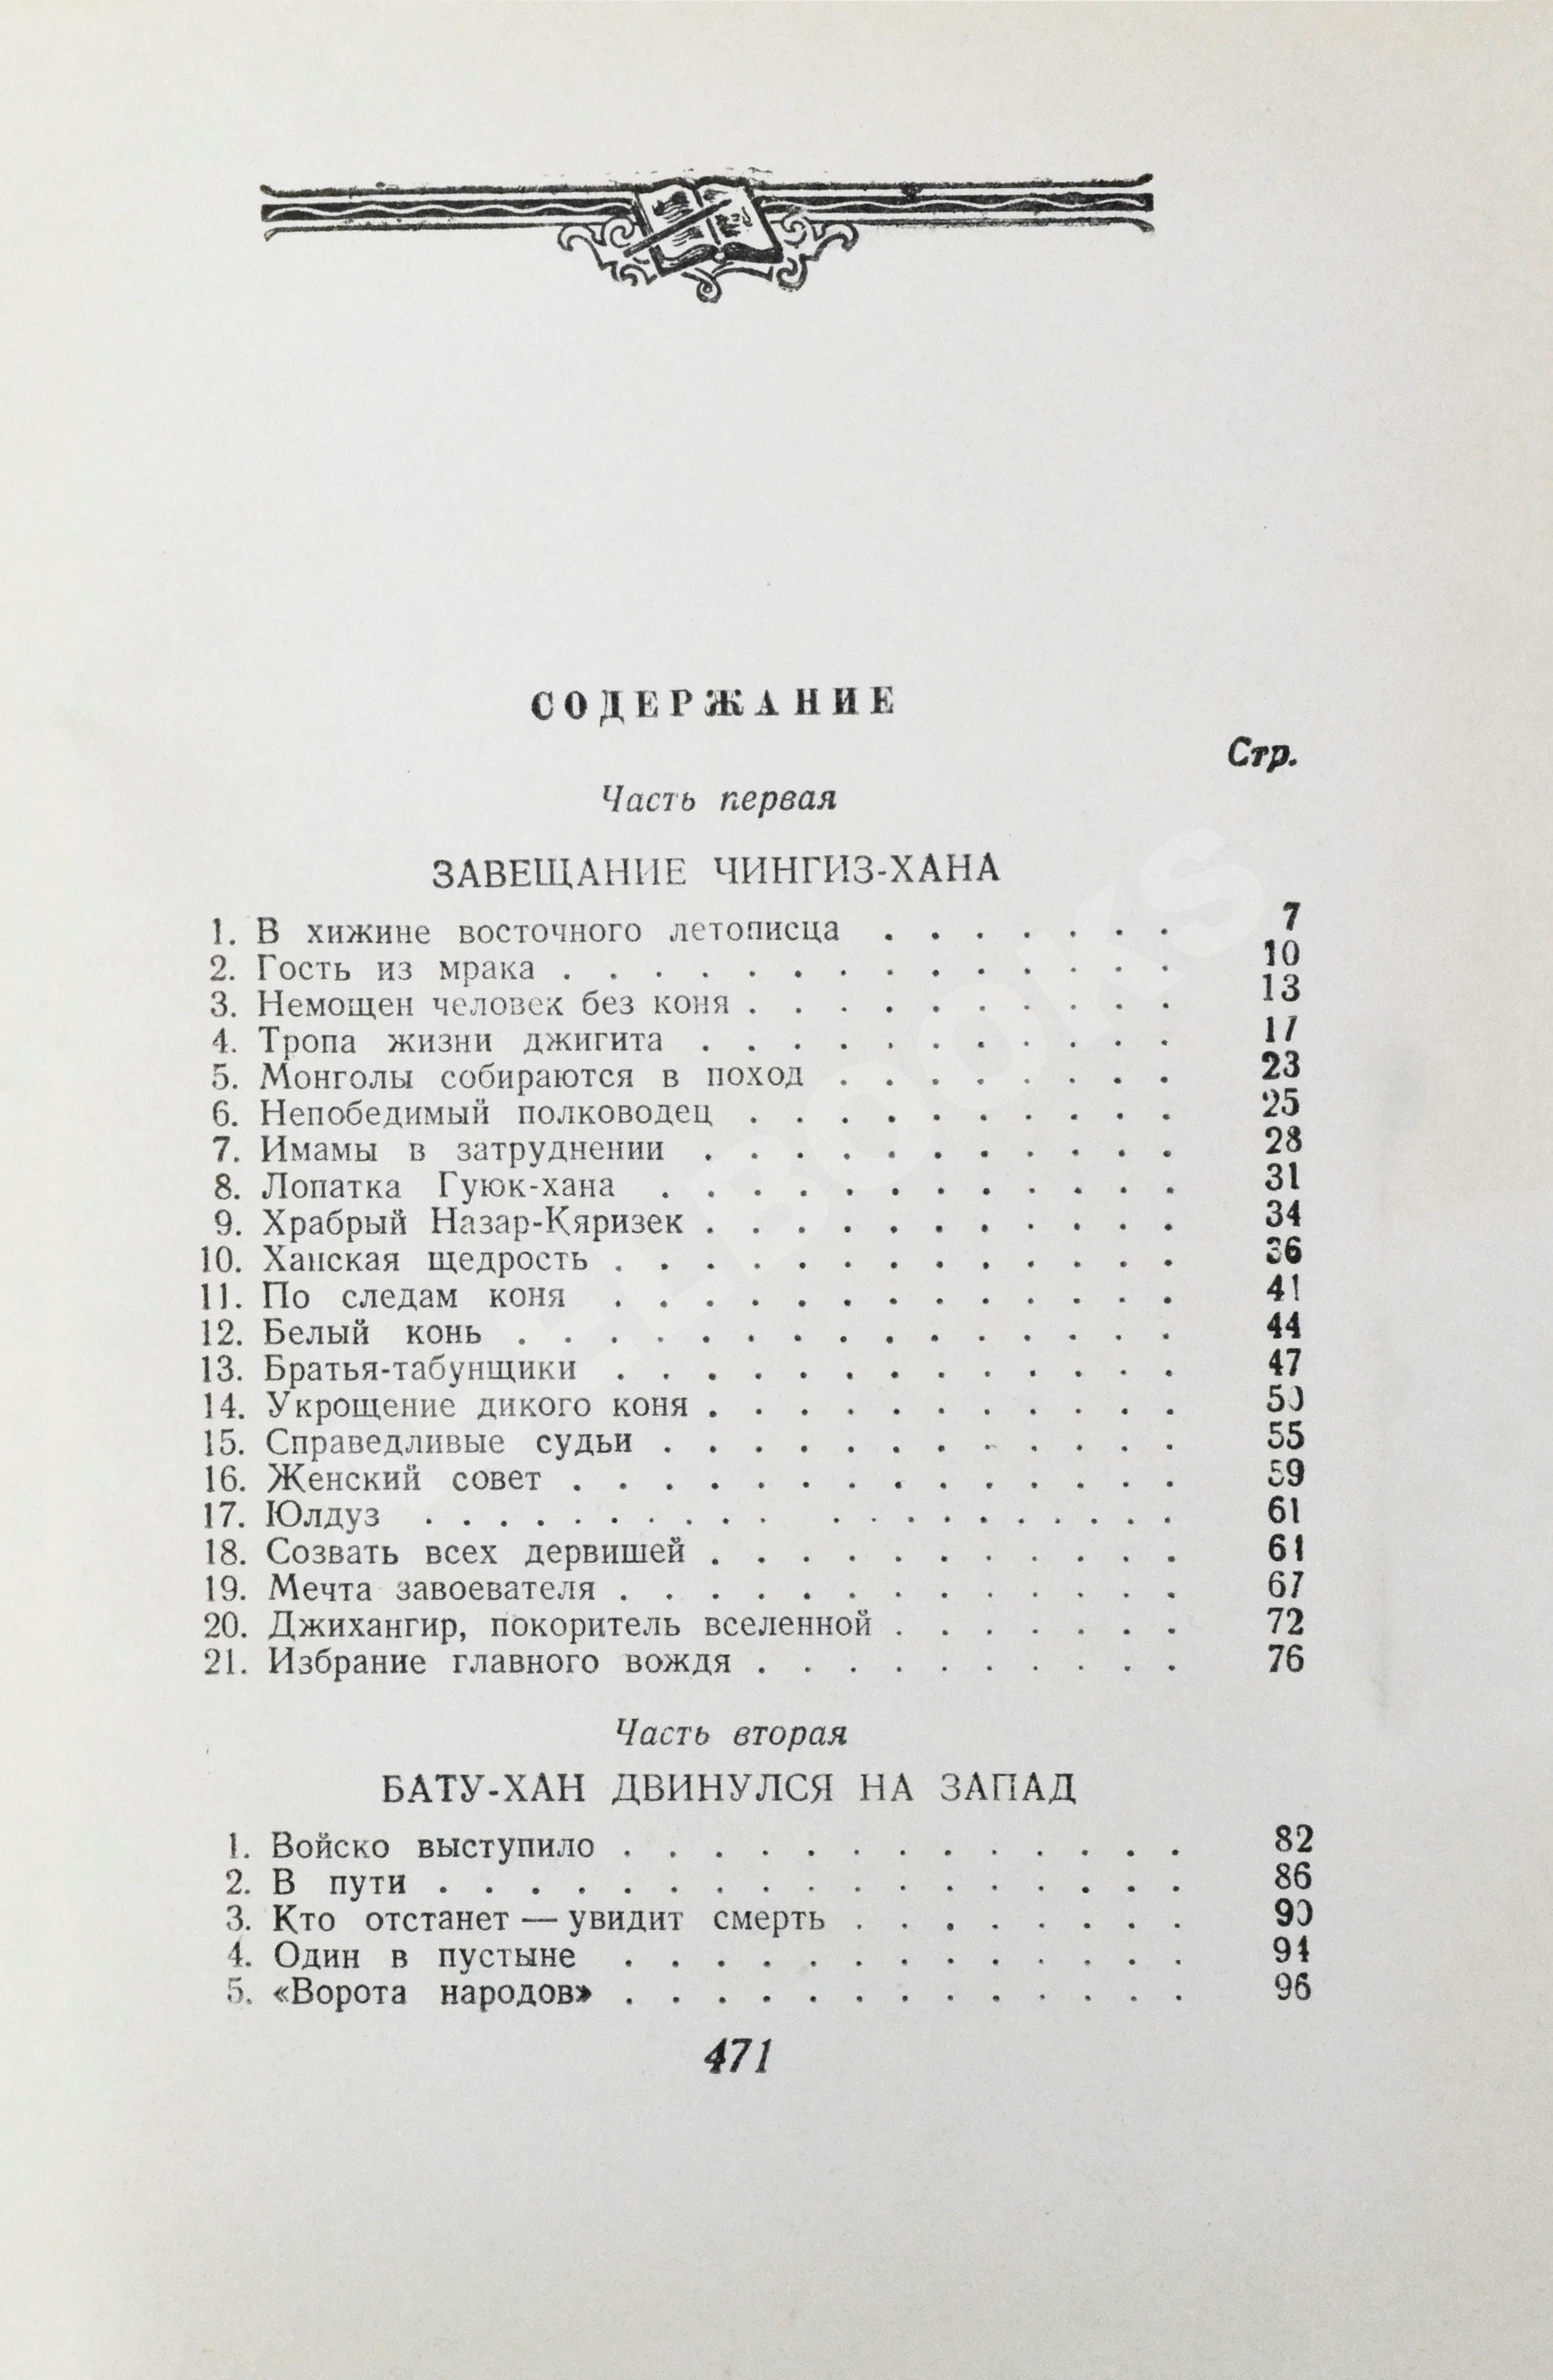 СОДЕРЖАНИЕ
Стр.
Часть первая
ЗАВЕЩАНИЕ ЧИНГИЗ-ХАНА
1. В хижине восточного летописца . . . . . . . 7
2. Гость из мрака . . . . . . . . . . . . . . 10
3. Немощен человек без коня . . . . . . . . . . 13
4. Тропа жизни джигита . . . . . . . . . . . 17
5. Монголы собираются в поход . . . . . . . . 23
6. Непобедимый полководец . . . . . . . . . . 25
7. Имамы в затруднении . . . . . . . . . . . 28
8. Лопатка Гуюк-хана . . . . . . . . . . . . 31
9. Храбрый Назар-Кяризек . . . . . . . . . . . 34
10. Ханская щедрость . . . . . . . . . . . . . 36
11. По следам коня . . . . . . . . . . . . . 41
12. Белый конь . . . . . . . . . . . . . . . 44
13. Братья-табунщики . . . . . . . . . . . . . 47
14. Укрощение дикого коня . . . . . . . . . . . 50
15. Справедливые судьи . . . . . . . . . . . . 55
16. Женский совет . . . . . . . . . . . . . . 59
17. Юлдуз . . . . . . . . . . . . . . . . 61
18. Созвать всех дервишей . . . . . . . . . . . 61
19. Мечта завоевателя . . . . . . . . . . . . . 67
20. Джихангир, покоритель вселенной . . . . . . . 72
21. Избрание главного вождя . . . . . . . . . . 76
Часть вторая
БАТУ-ХАН ДВИНУЛСЯ НА ЗАПАД
1. Войско выступило . . . . . . . . . . . . . 82
2. В пути . . . . . . . . . . . . . . . . . 86
3. Кто отстанет — увидит смерть . . . . . . . . 90
4. Один в пустыне . . . . . . . . . . . . . 94
5. «Ворота народов» . . . . . . . . . . . . . 96
471